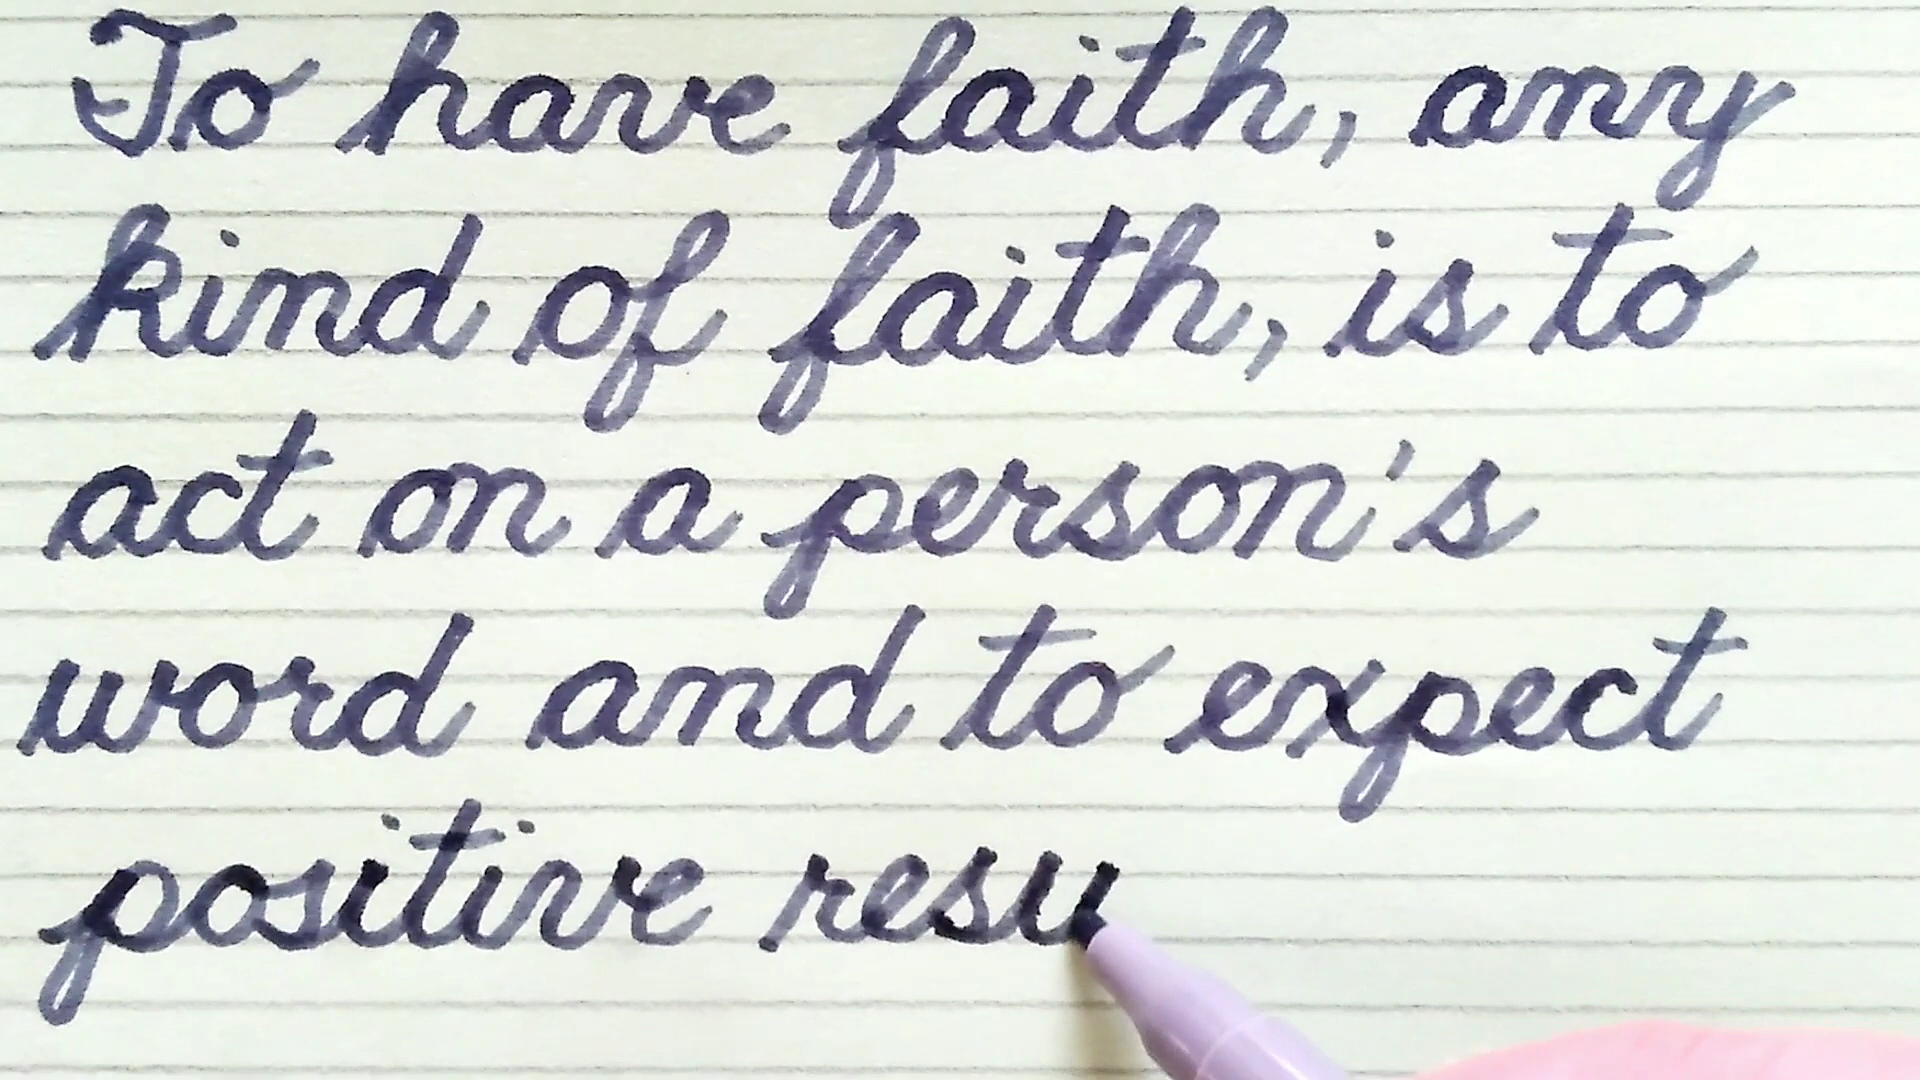 To have faith, any
kind of faith, is to
act on a person's
word and to expect
positive resu